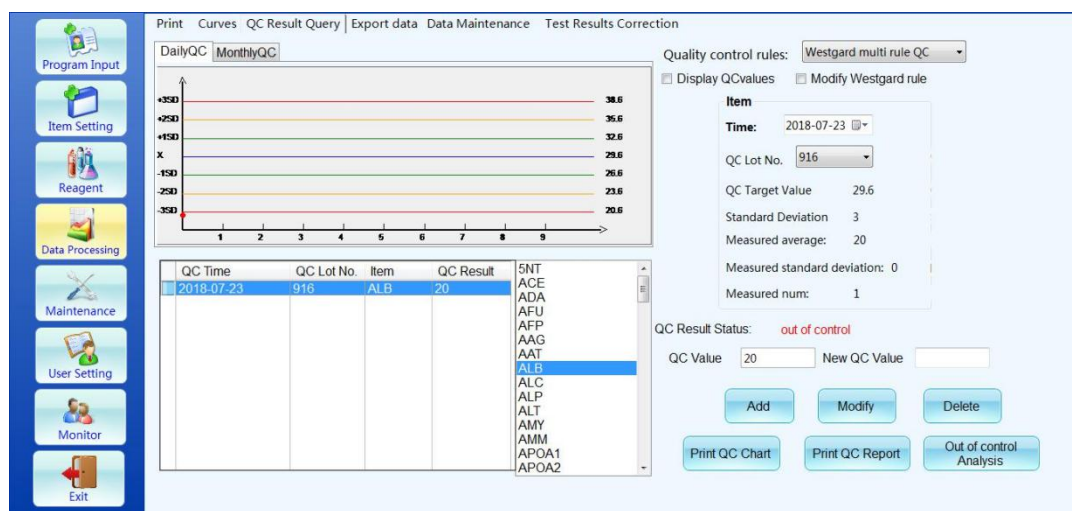 Print Curves QC Result Query Export data Data Maintenance Test Results Correction
Program Input
Item Setting
Reagent
Data Processing
Maintenance
User Setting
Monitor
Exit
DailyQC MonthlyQC
+3SD 38.6
+2SD 35.6
+1SD 32.6
X 29.6
-1SD 26.6
-2SD 23.6
-3SD 20.6
1 2 3 4 5 6 7 8 9
QC Time QC Lot No. Item QC Result
2018-07-23 916 ALB 20
5NT
ACE
ADA
AFU
AFP
AAG
AAT
ALB
ALC
ALP
ALT
AMY
AMM
APOA1
APOA2
Quality control rules: Westgard multi rule QC
Display QCvalues Modify Westgard rule
Item
Time: 2018-07-23
QC Lot No. 916
QC Target Value 29.6
Standard Deviation 3
Measured average: 20
Measured standard deviation: 0
Measured num: 1
QC Result Status: out of control
QC Value 20 New QC Value
Add Modify Delete
Print QC Chart Print QC Report Out of control
Analysis